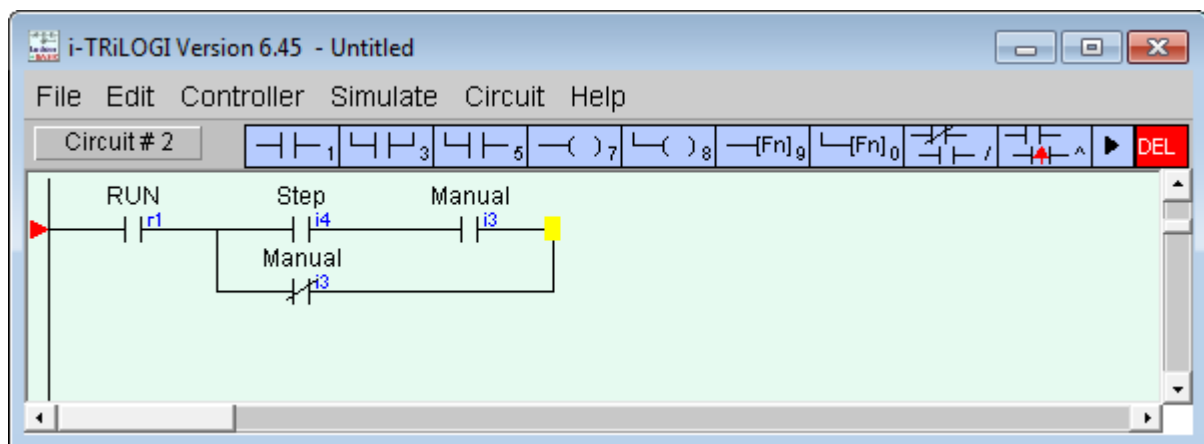 i-TRiLOGI Version 6.45 - Untitled
File Edit Controller Simulate Circuit Help
Circuit # 2 1 3 5 7 8 [Fn] 9 [Fn] 0 / ^ DEL
RUN Step Manual
r1 i4 i3
Manual
i3